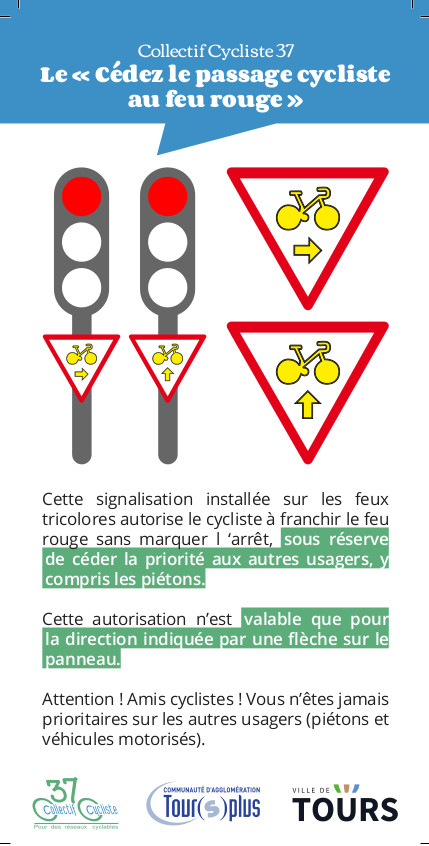 Collectif Cycliste 37
Le « Cédez le passage cycliste
au feu rouge »
Cette signalisation installée sur les feux
tricolores autorise le cycliste à franchir le feu
rouge sans marquer l ‘arrêt, sous réserve
de céder la priorité aux autres usagers, y
compris les piétons.
Cette autorisation n’est valable que pour
la direction indiquée par une flèche sur le
panneau.
Attention ! Amis cyclistes ! Vous n’êtes jamais
prioritaires sur les autres usagers (piétons et
véhicules motorisés).
37
Collectif Cycliste
Pour des réseaux cyclables
COMMUNAUTÉ D'AGGLOMÉRATION
Tour(s)plus
VILLE DE
TOURS